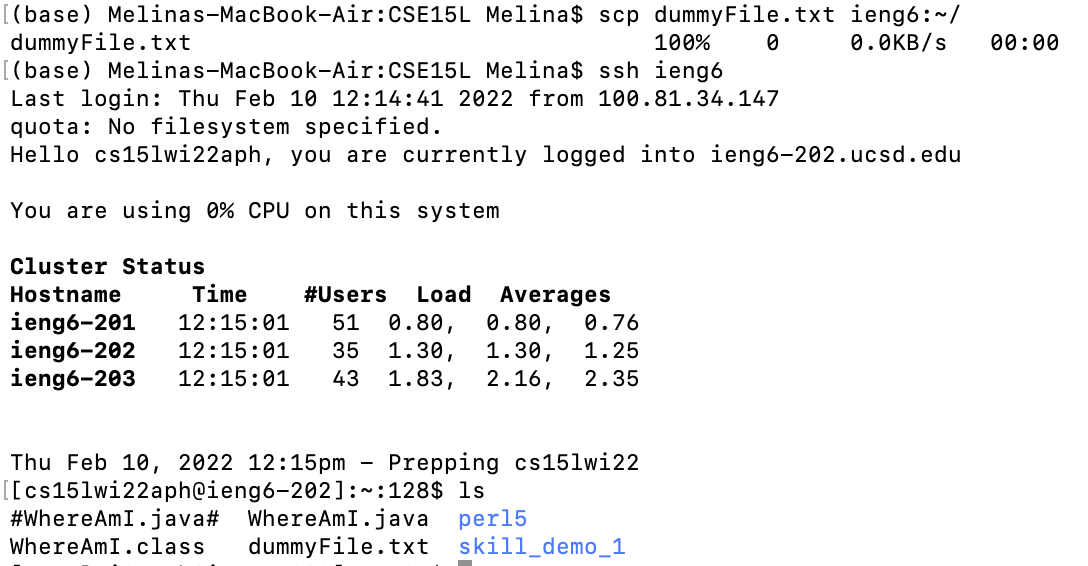 [(base) Melinas-MacBook-Air:CSE15L Melina$ scp dummyFile.txt ieng6:~/
dummyFile.txt 100% 0 0.0KB/s 00:00
[(base) Melinas-MacBook-Air:CSE15L Melina$ ssh ieng6
Last login: Thu Feb 10 12:14:41 2022 from 100.81.34.147
quota: No filesystem specified.
Hello cs15lwi22aph, you are currently logged into ieng6-202.ucsd.edu
You are using 0% CPU on this system
Cluster Status
Hostname Time #Users Load Averages
ieng6-201 12:15:01 51 0.80, 0.80, 0.76
ieng6-202 12:15:01 35 1.30, 1.30, 1.25
ieng6-203 12:15:01 43 1.83, 2.16, 2.35
Thu Feb 10, 2022 12:15pm - Prepping cs15lwi22
[[cs15lwi22aph@ieng6-202]:~:128$ ls
#WhereAmI.java# WhereAmI.java perl5
WhereAmI.class dummyFile.txt skill_demo_1